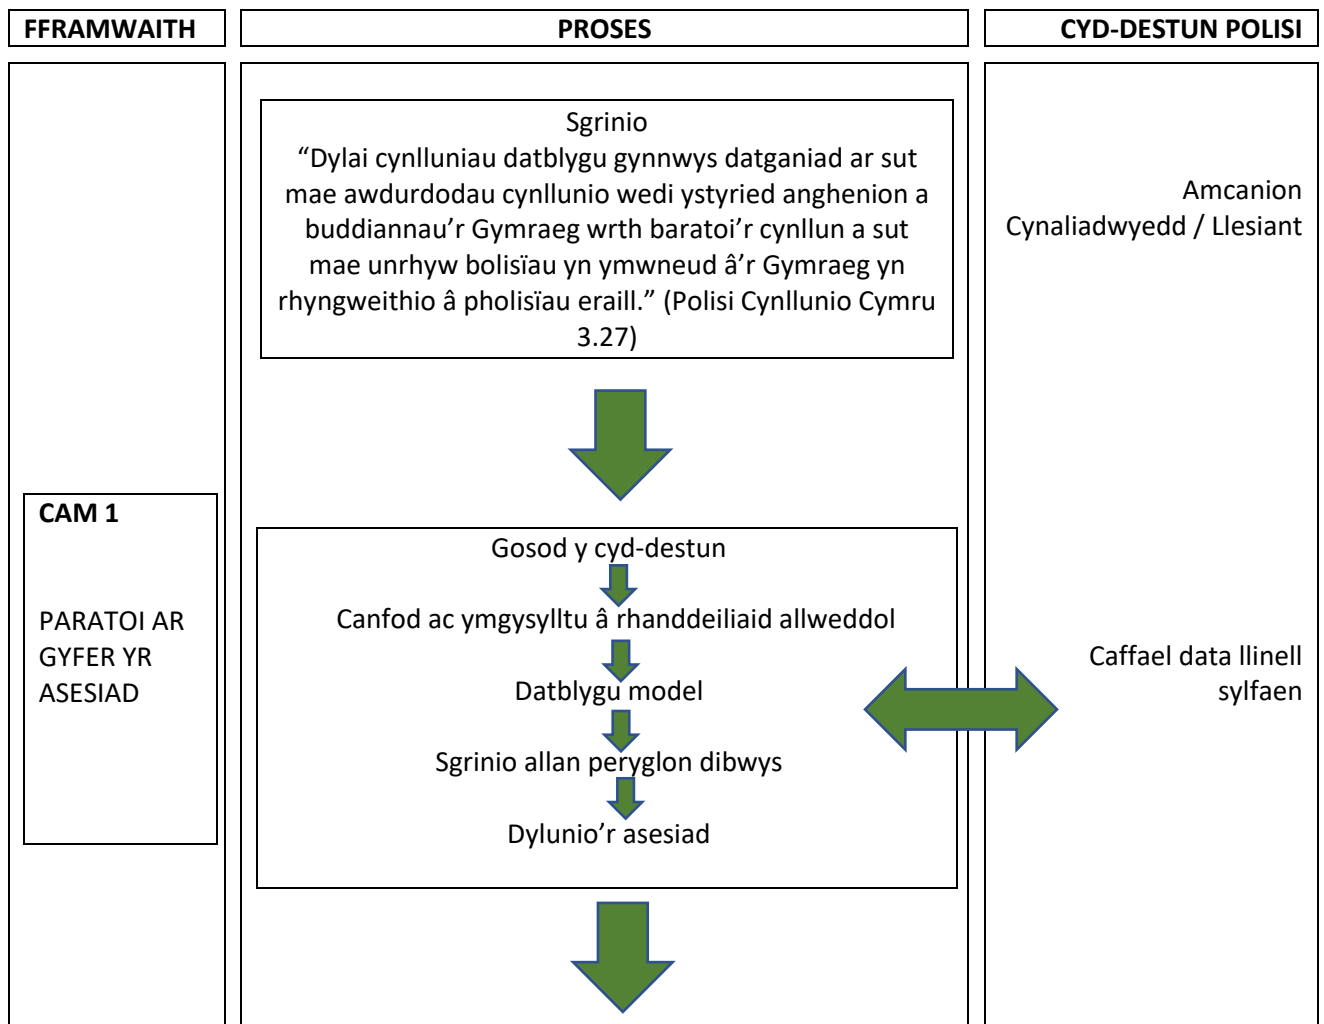 FFRAMWAITH
PROSES
CYD-DESTUN POLISI
Sgrinio
“Dylai cynlluniau datblygu gynnwys datganiad ar sut
mae awdurdodau cynllunio wedi ystyried anghenion a
buddiannau’r Gymraeg wrth baratoi’r cynllun a sut
mae unrhyw bolisïau yn ymwneud â’r Gymraeg yn
rhyngweithio â pholisïau eraill.” (Polisi Cynllunio Cymru
3.27)
Amcanion
Cynaliadwyedd / Llesiant
CAM 1
PARATOI AR
GYFER YR
ASESIAD
Gosod y cyd-destun
Canfod ac ymgysylltu â rhanddeiliaid allweddol
Datblygu model
Sgrinio allan peryglon dibwys
Dylunio’r asesiad
Caffael data llinell
sylfaen